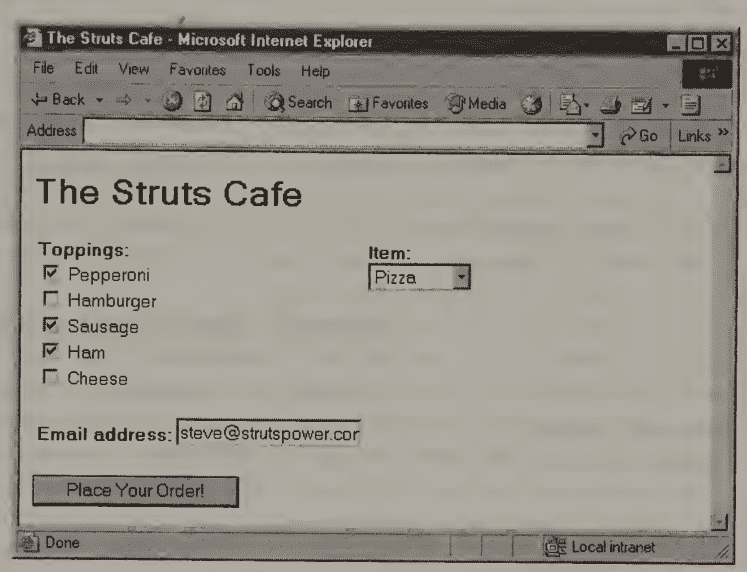 The Struts Cafe - Microsoft Internet Explorer
File Edit View Favorites Tools Help
Back Search Favorites Media
Address Go Links »
The Struts Cafe
Toppings: Item:
Pepperoni Pizza
Hamburger
Sausage
Ham
Cheese
Email address: steve@strutspower.cor
Place Your Order!
Done Local intranet